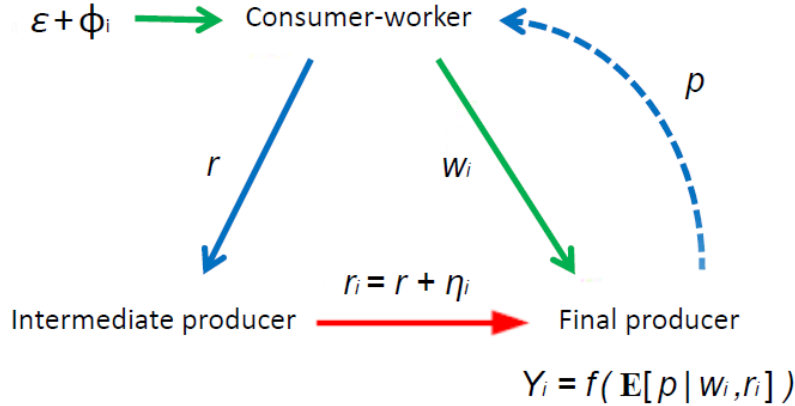 ε + ϕi
Consumer-worker
p
r
wi
ri = r + ηi
Intermediate producer
Final producer
Yi = f ( E[ p | wi ,ri ] )